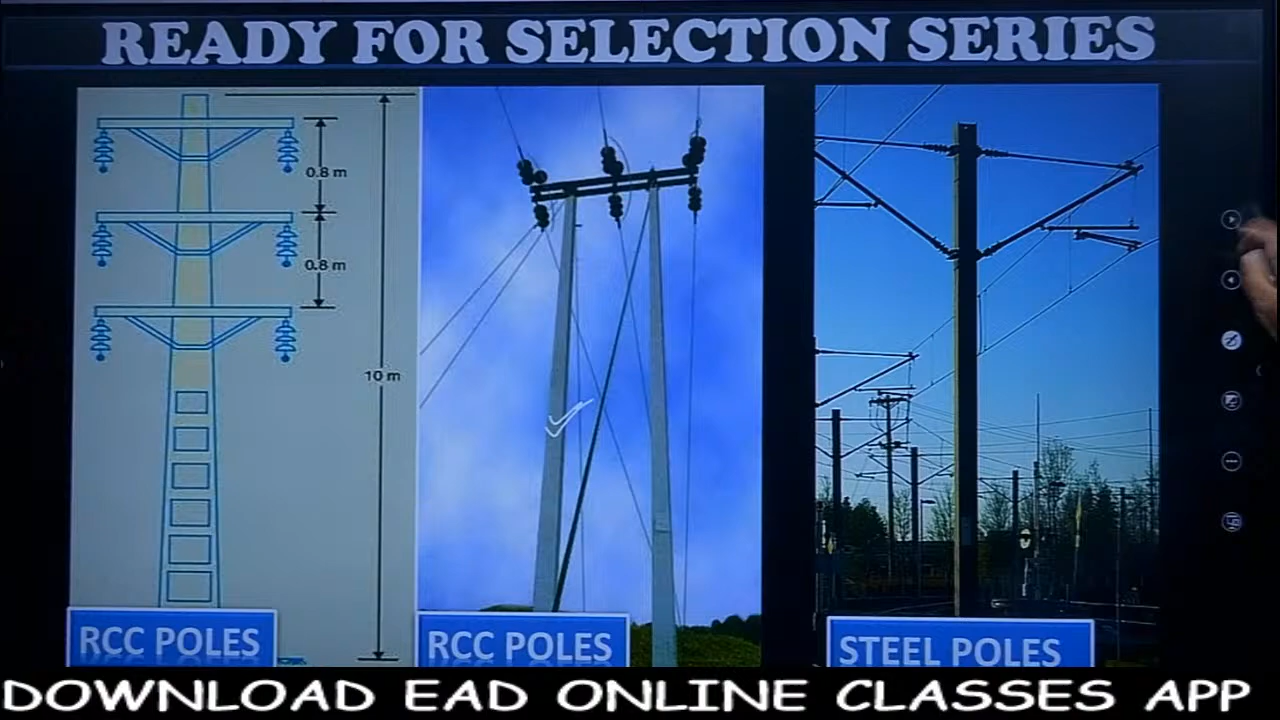 READY FOR SELECTION SERIES
0.8 m
0.8 m
10 m
RCC POLES
RCC POLES
STEEL POLES
DOWNLOAD EAD ONLINE CLASSES APP